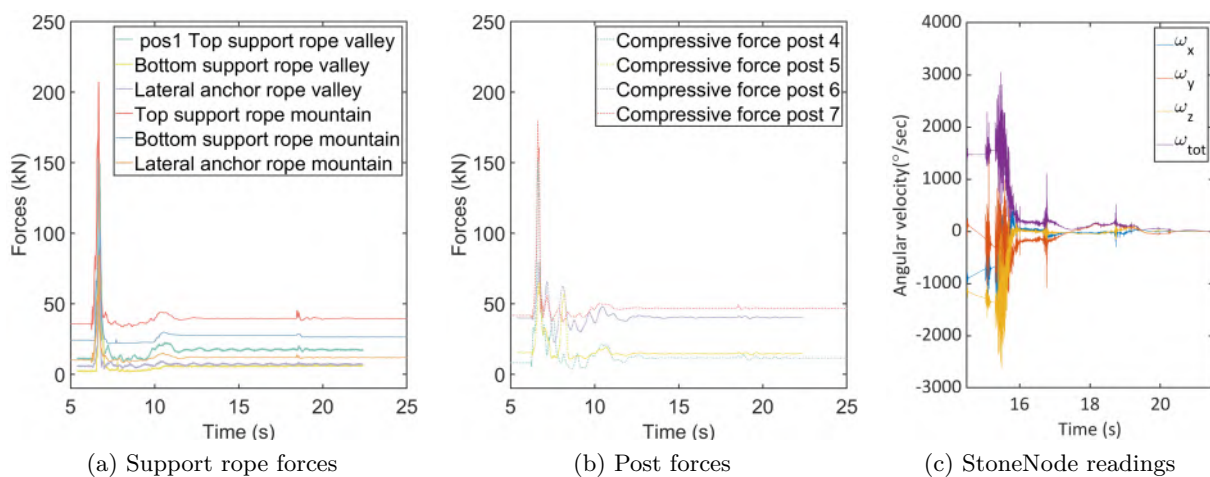 250
200
150
100
50
0
Forces (kN)
5 10 15 20 25
Time (s)
pos1 Top support rope valley
Bottom support rope valley
Lateral anchor rope valley
Top support rope mountain
Bottom support rope mountain
Lateral anchor rope mountain
(a) Support rope forces
250
200
150
100
50
0
Forces (kN)
5 10 15 20 25
Time (s)
Compressive force post 4
Compressive force post 5
Compressive force post 6
Compressive force post 7
(b) Post forces
4000
3000
2000
1000
0
-1000
-2000
-3000
Angular velocity(°/sec)
16 18 20
Time (s)
ωx
ωy
ωz
ωtot
(c) StoneNode readings